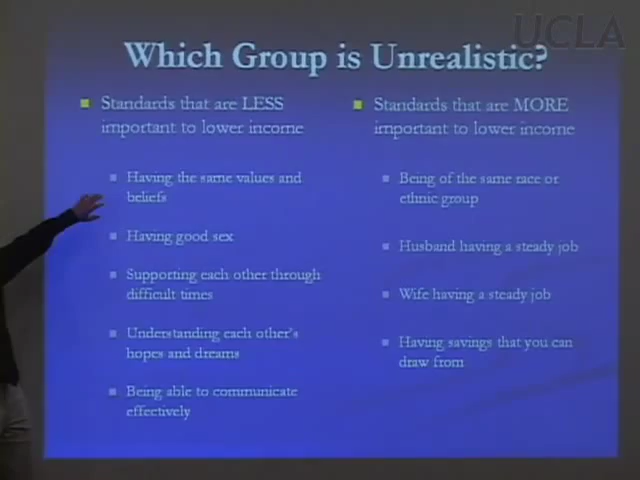 UCLA
Which Group is Unrealistic?
Standards that are LESS
important to lower income
Having the same values and
beliefs
Having good sex
Supporting each other through
difficult times
Understanding each other's
hopes and dreams
Being able to communicate
effectively
Standards that are MORE
important to lower income
Being of the same race or
ethnic group
Husband having a steady job
Wife having a steady job
Having savings that you can
draw from